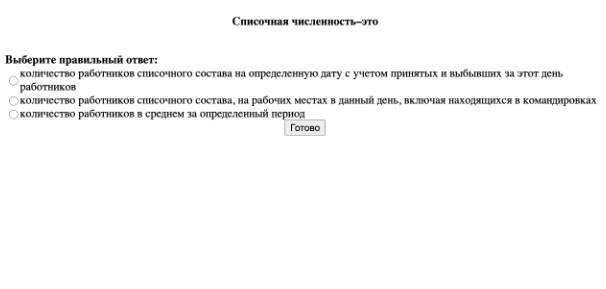 Списочная численность–это
Выберите правильный ответ:
количество работников списочного состава на определенную дату с учетом принятых и выбывших за этот день
работников
количество работников списочного состава, на рабочих местах в данный день, включая находящихся в командировках
количество работников в среднем за определенный период
Готово